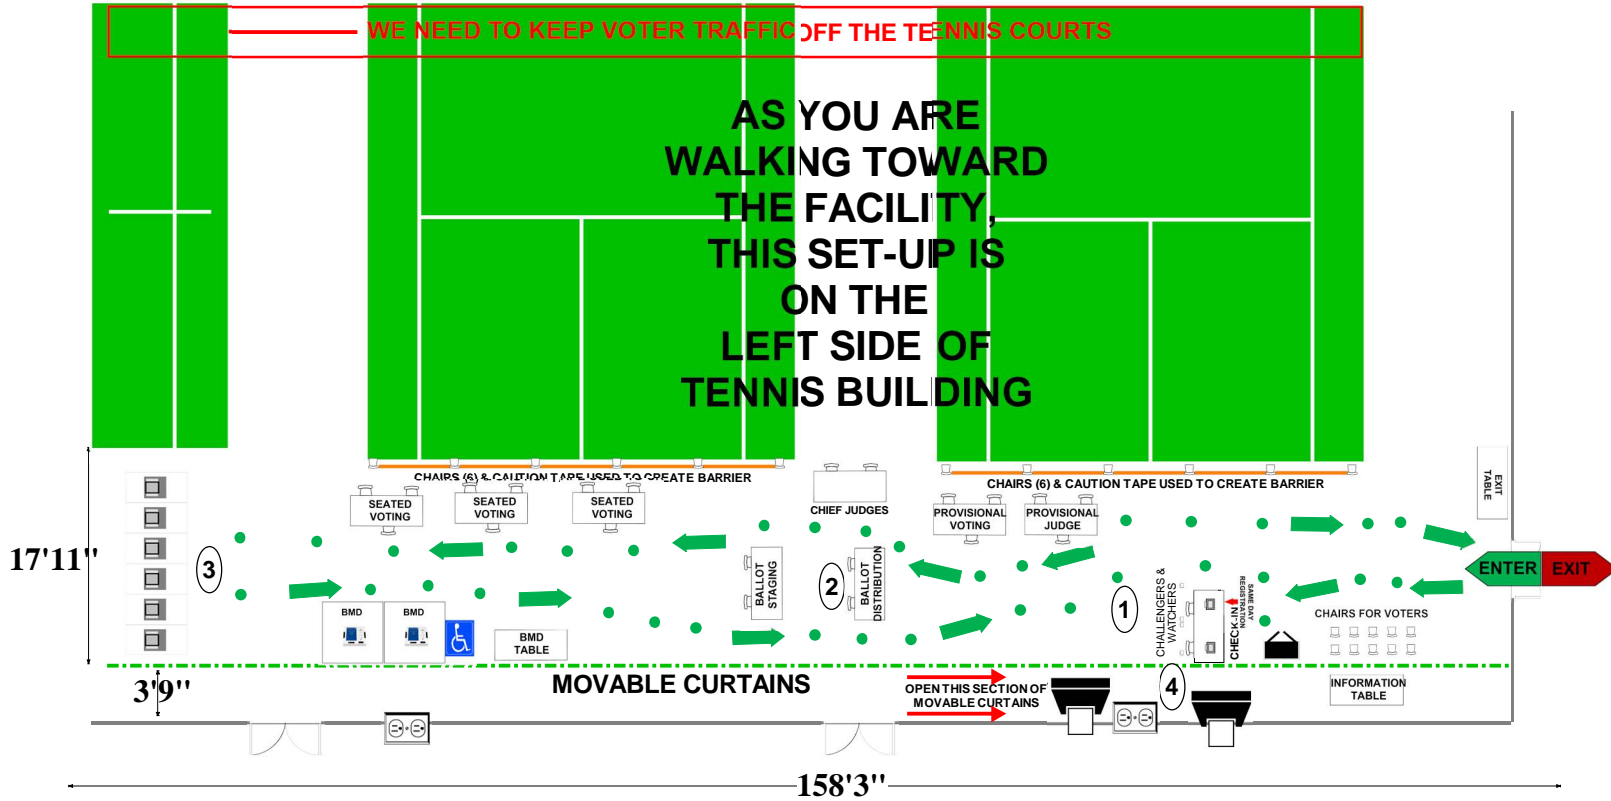 WE NEED TO KEEP VOTER TRAFFIC OFF THE TENNIS COURTS
AS YOU ARE
WALKING TOWARD
THE FACILITY,
THIS SET-UP IS
ON THE
LEFT SIDE OF
TENNIS BUILDING
CHAIRS (6) & CAUTION TAPE USED TO CREATE BARRIER
CHAIRS (6) & CAUTION TAPE USED TO CREATE BARRIER
EXIT
TABLE
SEATED
VOTING
SEATED
VOTING
SEATED
VOTING
CHIEF JUDGES
PROVISIONAL
VOTING
PROVISIONAL
JUDGE
17'11"
3
BALLOT
STAGING
2
BALLOT
DISTRIBUTION
1
CHALLENGERS &
WATCHERS
CHECK-IN
SAME DAY
REGISTRATION
ENTER
EXIT
CHAIRS FOR VOTERS
BMD
BMD
BMD
TABLE
3'9"
MOVABLE CURTAINS
OPEN THIS SECTION OF
MOVABLE CURTAINS
4
INFORMATION
TABLE
158'3"